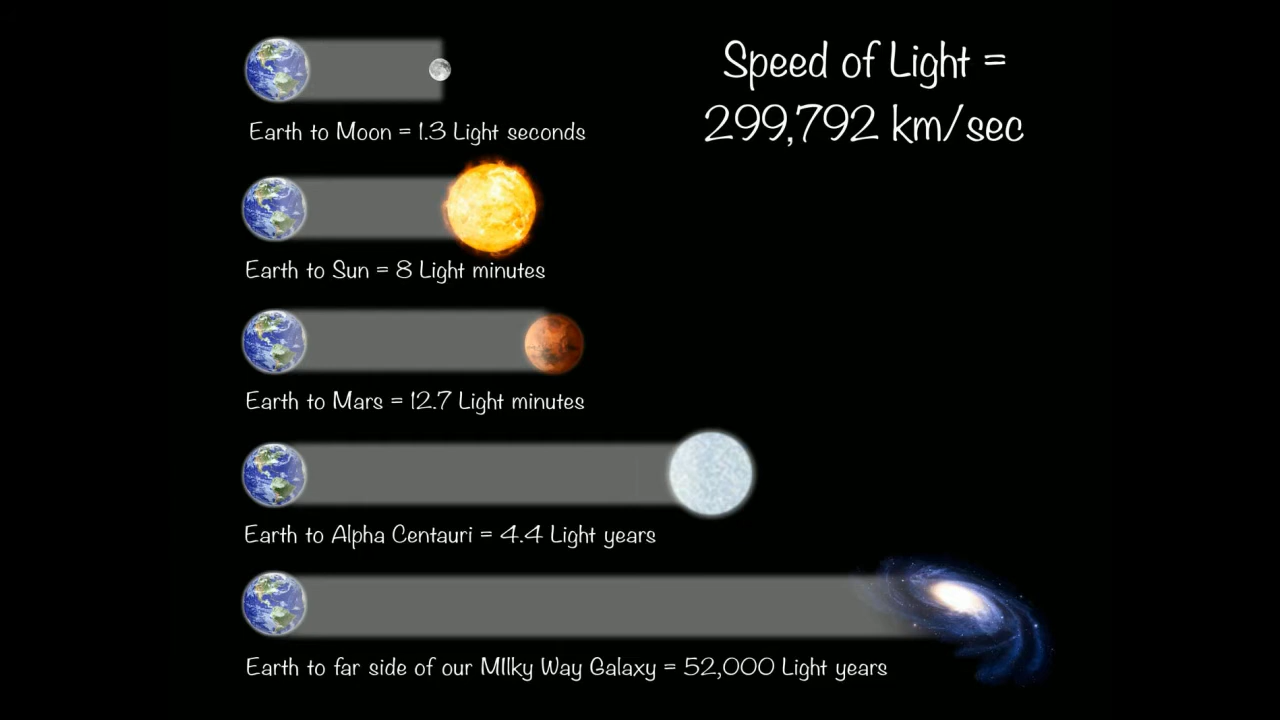 Speed of Light =
299,792 km/sec
Earth to Moon = 1.3 Light seconds
Earth to Sun = 8 Light minutes
Earth to Mars = 12.7 Light minutes
Earth to Alpha Centauri = 4.4 Light years
Earth to far side of our MIlky Way Galaxy = 52,000 Light years